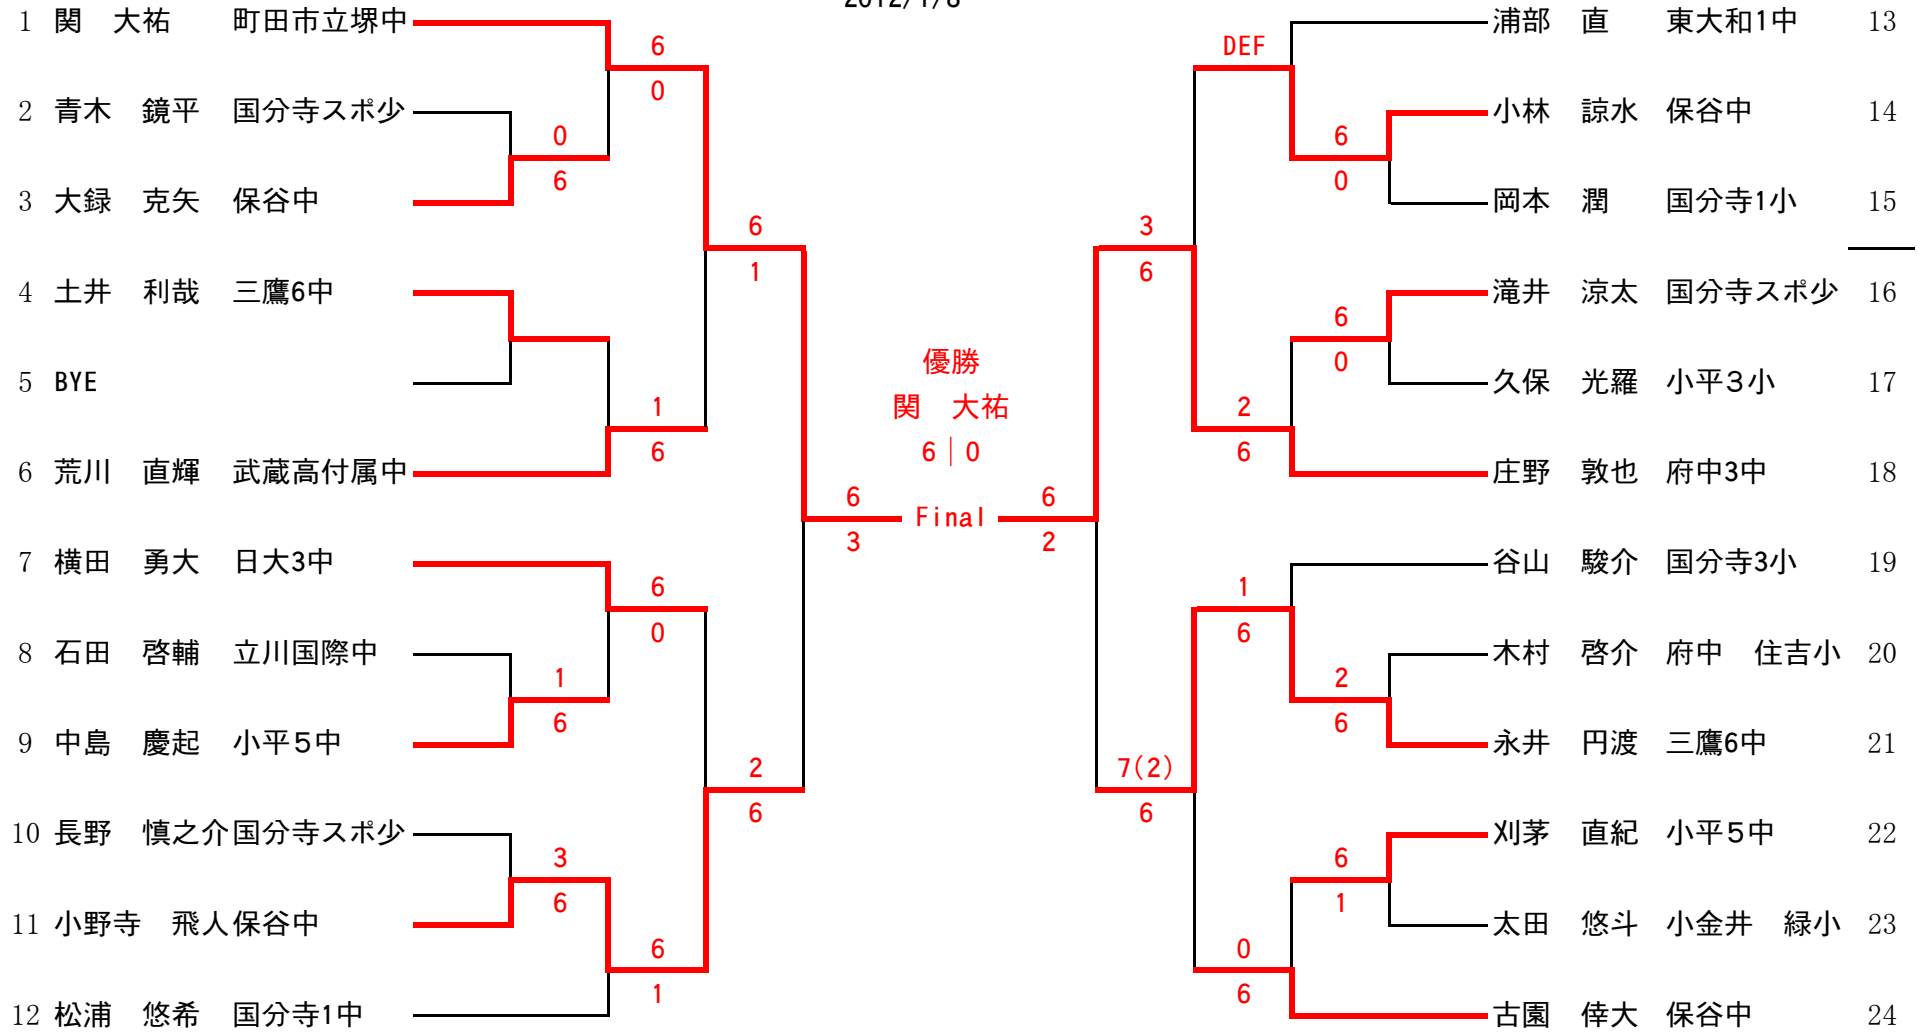 2012/1/8
1 関 大祐 町田市立堺中
2 青木 鏡平 国分寺スポ少
3 大録 克矢 保谷中
4 土井 利哉 三鷹6中
5 BYE
6 荒川 直輝 武蔵高付属中
7 横田 勇大 日大3中
8 石田 啓輔 立川国際中
9 中島 慶起 小平5中
10 長野 慎之介 国分寺スポ少
11 小野寺 飛人 保谷中
12 松浦 悠希 国分寺1中
0
6
1
6
3
6
6
0
1
6
6
0
6
1
6
1
2
6
6
3
優勝
関 大祐
6|0
Final
6
2
3
6
7(2)
6
DEF
2
6
1
6
0
6
6
0
6
0
2
6
6
1
浦部 直 東大和1中 13
小林 諒水 保谷中 14
岡本 潤 国分寺1小 15
滝井 涼太 国分寺スポ少 16
久保 光羅 小平3小 17
庄野 敦也 府中3中 18
谷山 駿介 国分寺3小 19
木村 啓介 府中 住吉小 20
永井 円渡 三鷹6中 21
刈茅 直紀 小平5中 22
太田 悠斗 小金井 緑小 23
古園 倖大 保谷中 24